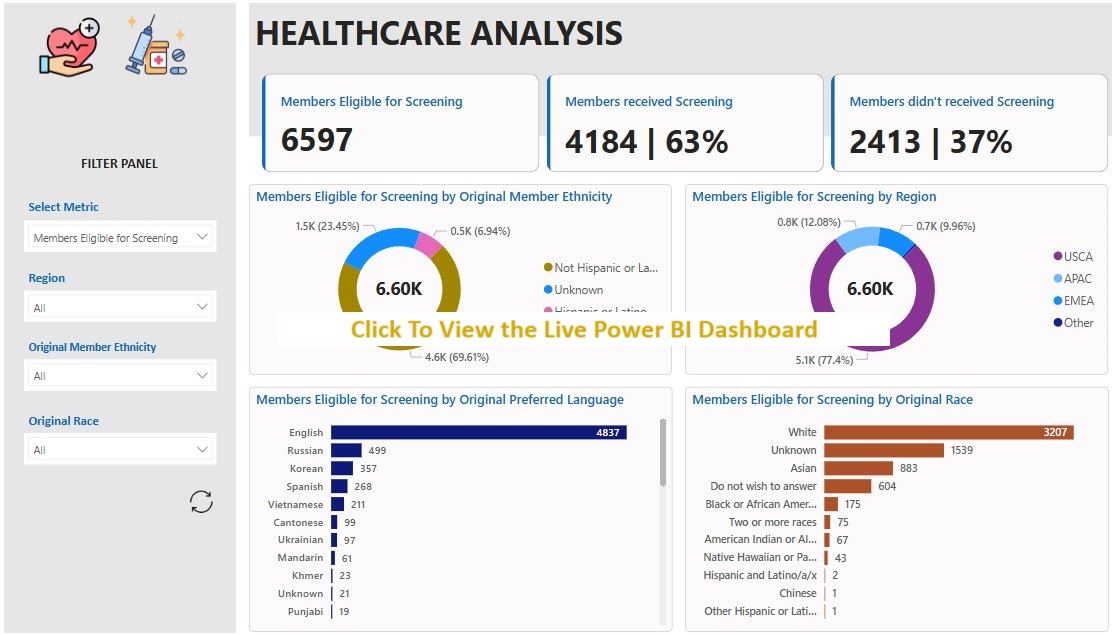 HEALTHCARE ANALYSIS
Members Eligible for Screening
6597
Members received Screening
4184 | 63%
Members didn't received Screening
2413 | 37%
FILTER PANEL
Select Metric
Members Eligible for Screening
Region
All
Original Member Ethnicity
All
Original Race
All
Members Eligible for Screening by Original Member Ethnicity
1.5K (23.45%)
0.5K (6.94%)
6.60K
4.6K (69.61%)
Not Hispanic or La...
Unknown
Hispanic or Latino
Members Eligible for Screening by Region
0.8K (12.08%)
0.7K (9.96%)
6.60K
5.1K (77.4%)
USCA
APAC
EMEA
Other
Click To View the Live Power BI Dashboard
Members Eligible for Screening by Original Preferred Language
English 4837
Russian 499
Korean 357
Spanish 268
Vietnamese 211
Cantonese 99
Ukrainian 97
Mandarin 61
Khmer 23
Unknown 21
Punjabi 19
Members Eligible for Screening by Original Race
White 3207
Unknown 1539
Asian 883
Do not wish to answer 604
Black or African Amer... 175
Two or more races 75
American Indian or Al... 67
Native Hawaiian or Pa... 43
Hispanic and Latino/a/x 2
Chinese 1
Other Hispanic or Lati... 1